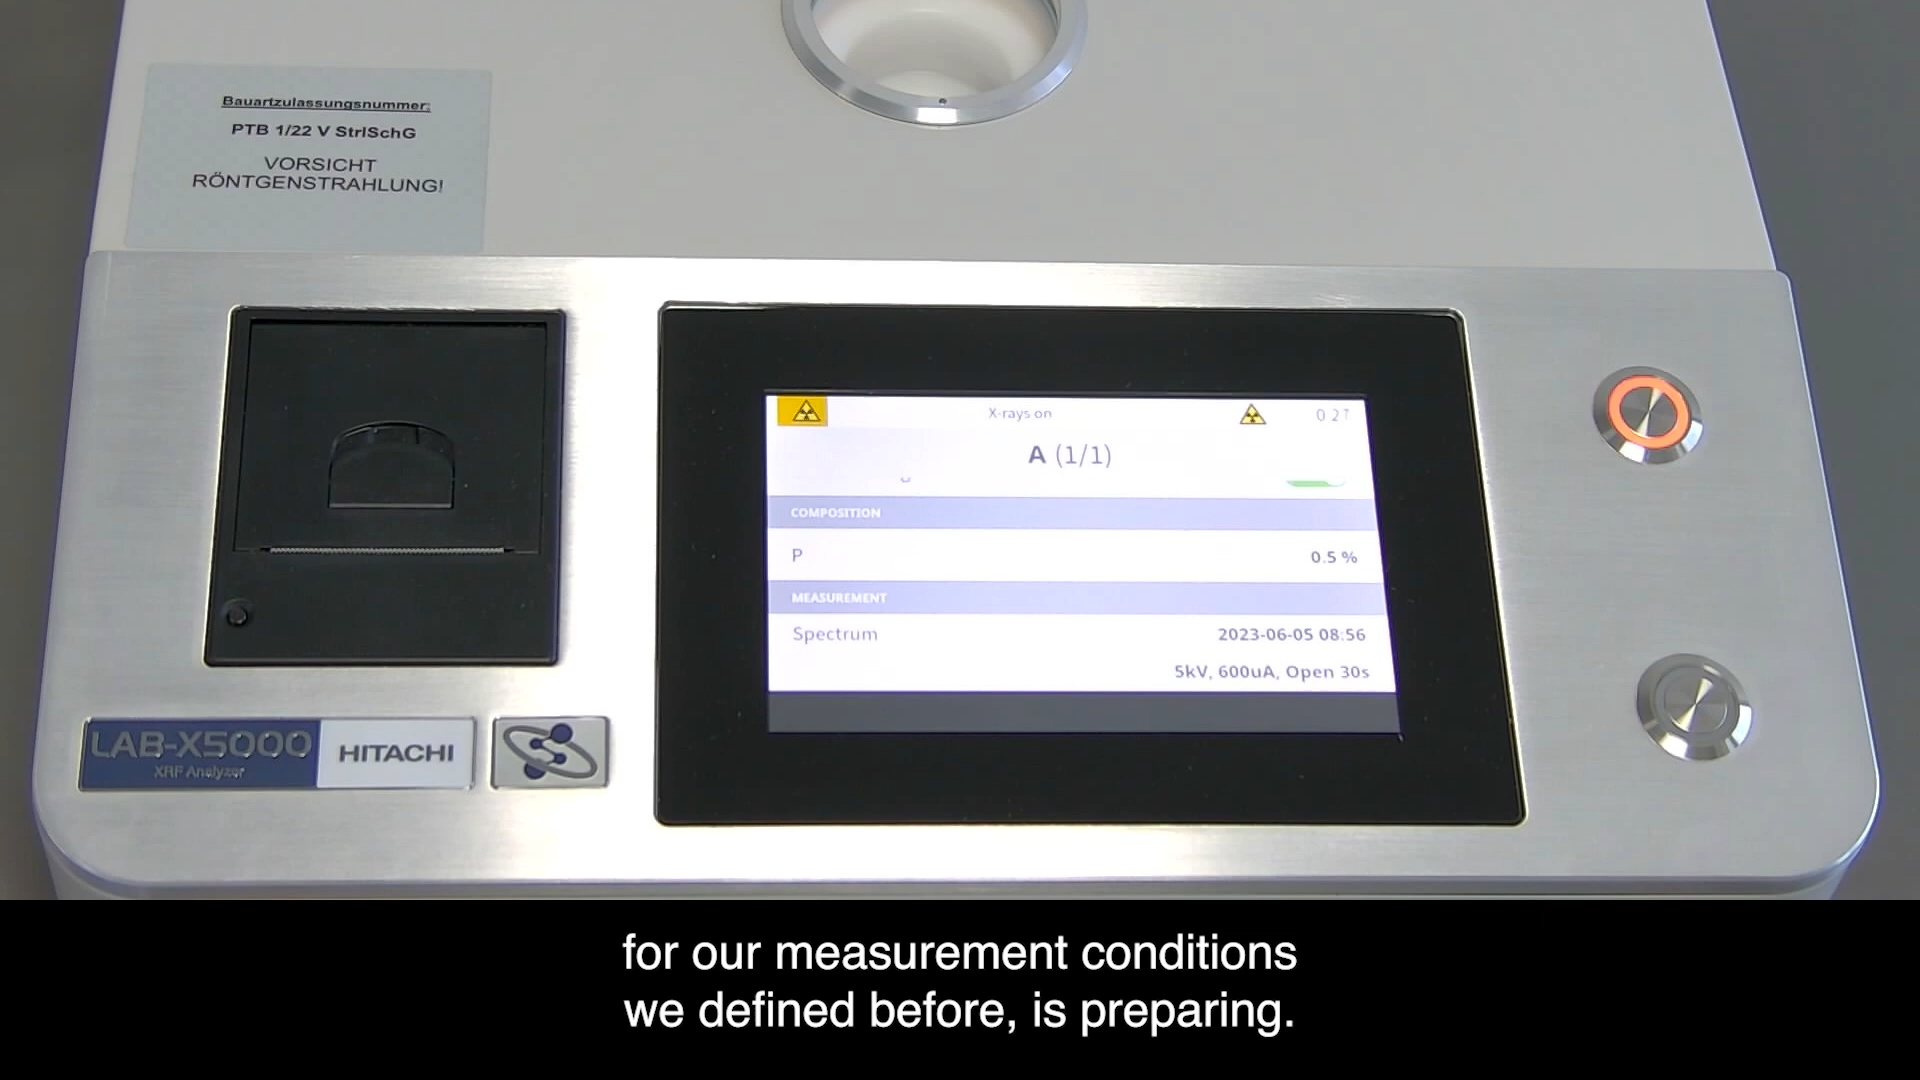 Bauartzulassungsnummer:
PTB 1/22 V StrlSchG
VORSICHT
RÖNTGENSTRAHLUNG!
X-rays on
0:27
A (1/1)
COMPOSITION
P
0.5 %
MEASUREMENT
Spectrum
2023-06-05 08:56
5kV, 600uA, Open 30s
LAB-X5000
XRF Analyzer
HITACHI
for our measurement conditions
we defined before, is preparing.